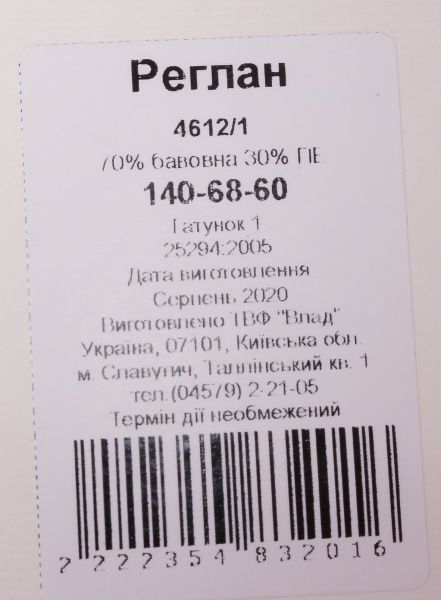 Реглан
4612/1
70% бавовна 30% ПЕ
140-68-60
Гатунок 1
25294:2005
Дата виготовлення
Серпень 2020
Виготовлено ТВФ "Влад"
Україна, 07101, Київська обл.
м. Славутич, Таллінський кв. 1
тел.(04579) 2-21-05
Термін дії необмежений
2 222354 832016